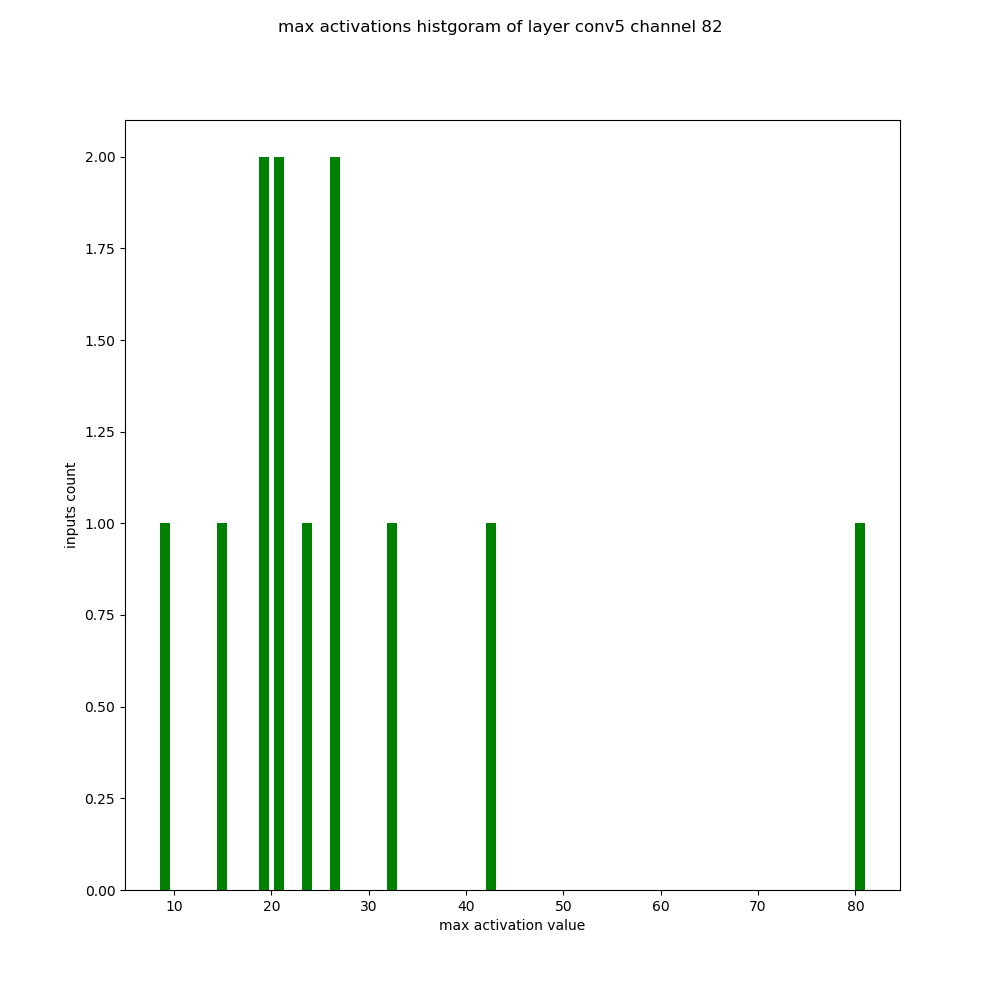 max activations histgoram of layer conv5 channel 82
2.00
1.75
1.50
1.25
1.00
0.75
0.50
0.25
0.00
inputs count
10 20 30 40 50 60 70 80
max activation value